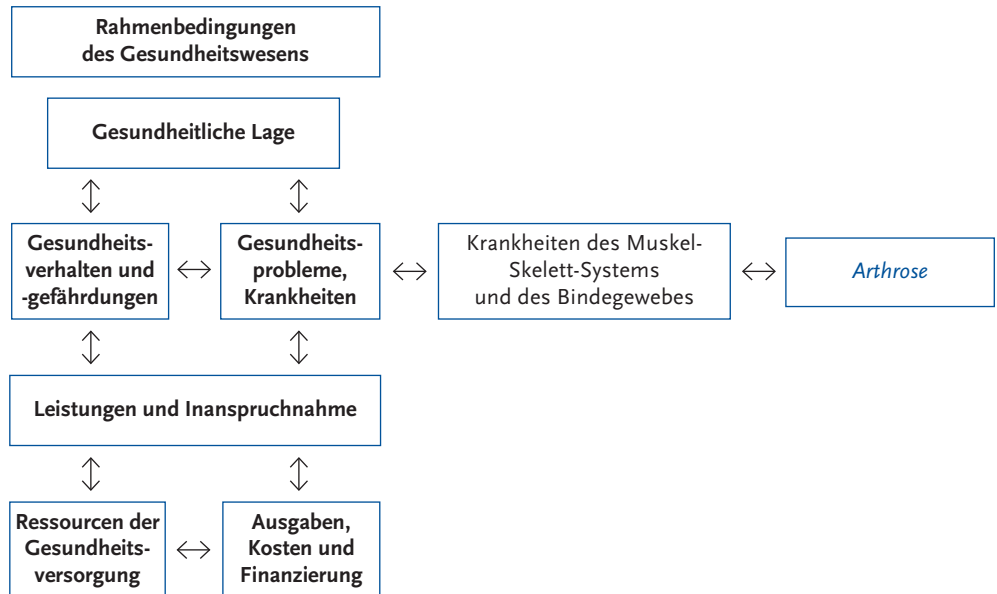 Rahmenbedingungen
des Gesundheitswesens
Gesundheitliche Lage
Gesundheits-
verhalten und
-gefährdungen
Gesundheits-
probleme,
Krankheiten
Krankheiten des Muskel-
Skelett-Systems
und des Bindegewebes
Arthrose
Leistungen und Inanspruchnahme
Ressourcen der
Gesundheits-
versorgung
Ausgaben,
Kosten und
Finanzierung